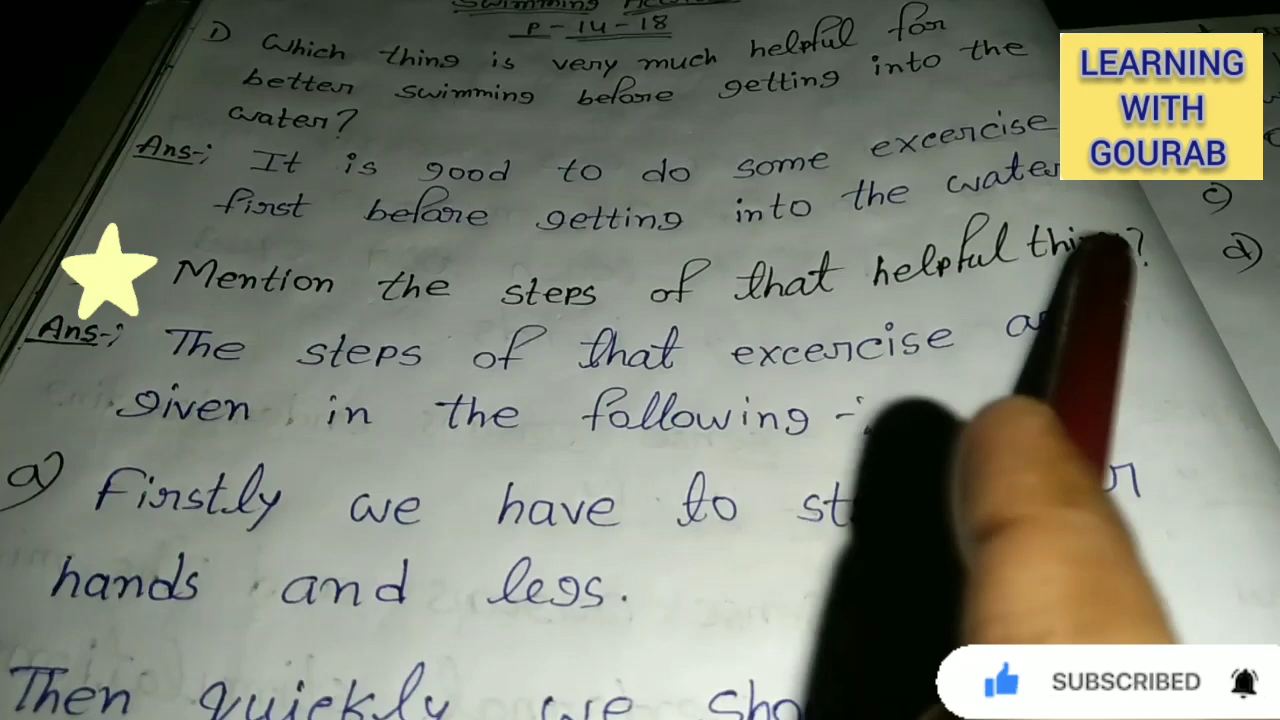 Swimming
P-14-18
1) Which thing is very much helpful for
better swimming before getting into the
water?
Ans-: It is good to do some excercise
first before getting into the water
Mention the steps of that helpful ?
Ans-: The steps of that excercise
given in the following -:
a) Firstly we have to
hands and legs.
Then quickly we
c)
d)
LEARNING
WITH
GOURAB
SUBSCRIBED